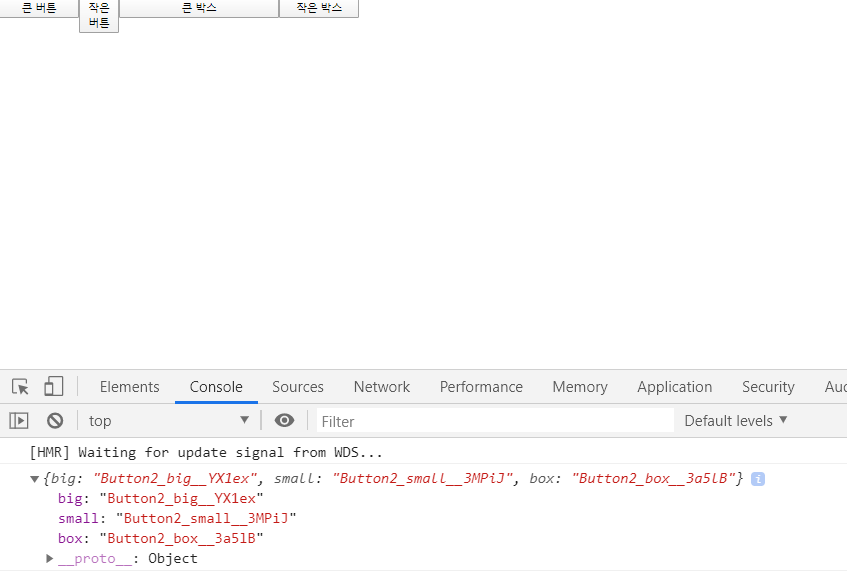 큰 버튼 작은 버튼 큰 박스 작은 박스
Elements Console Sources Network Performance Memory Application Security Auc
top Filter Default levels
[HMR] Waiting for update signal from WDS...
{big: "Button2_big__YX1ex", small: "Button2_small__3MPiJ", box: "Button2_box__3a5lB"} i
big: "Button2_big__YX1ex"
small: "Button2_small__3MPiJ"
box: "Button2_box__3a5lB"
__proto__: Object